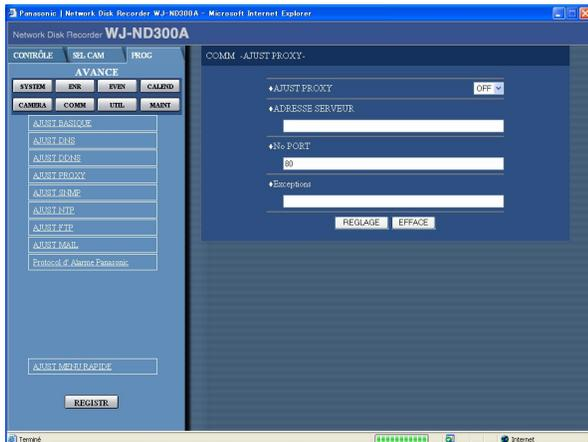 Panasonic | Network Disk Recorder WJ-ND300A - Microsoft Internet Explorer
Network Disk Recorder WJ-ND300A
CONTRÔLE SEL CAM PROG
AVANCE
SYSTEM ENR EVEN CALEND
CAMERA COMM UTIL MAINT
AJUST BASIQUE
AJUST DNS
AJUST DDNS
AJUST PROXY
AJUST SNMP
AJUST NTP
AJUST FTP
AJUST MAIL
Protocol d' Alarme Panasonic
AJUST MENU RAPIDE
REGISTR
COMM -AJUST PROXY-
♦AJUST PROXY OFF
♦ADRESSE SERVEUR
♦No PORT
80
♦Exceptions
REGLAGE EFFACE
Terminé Internet